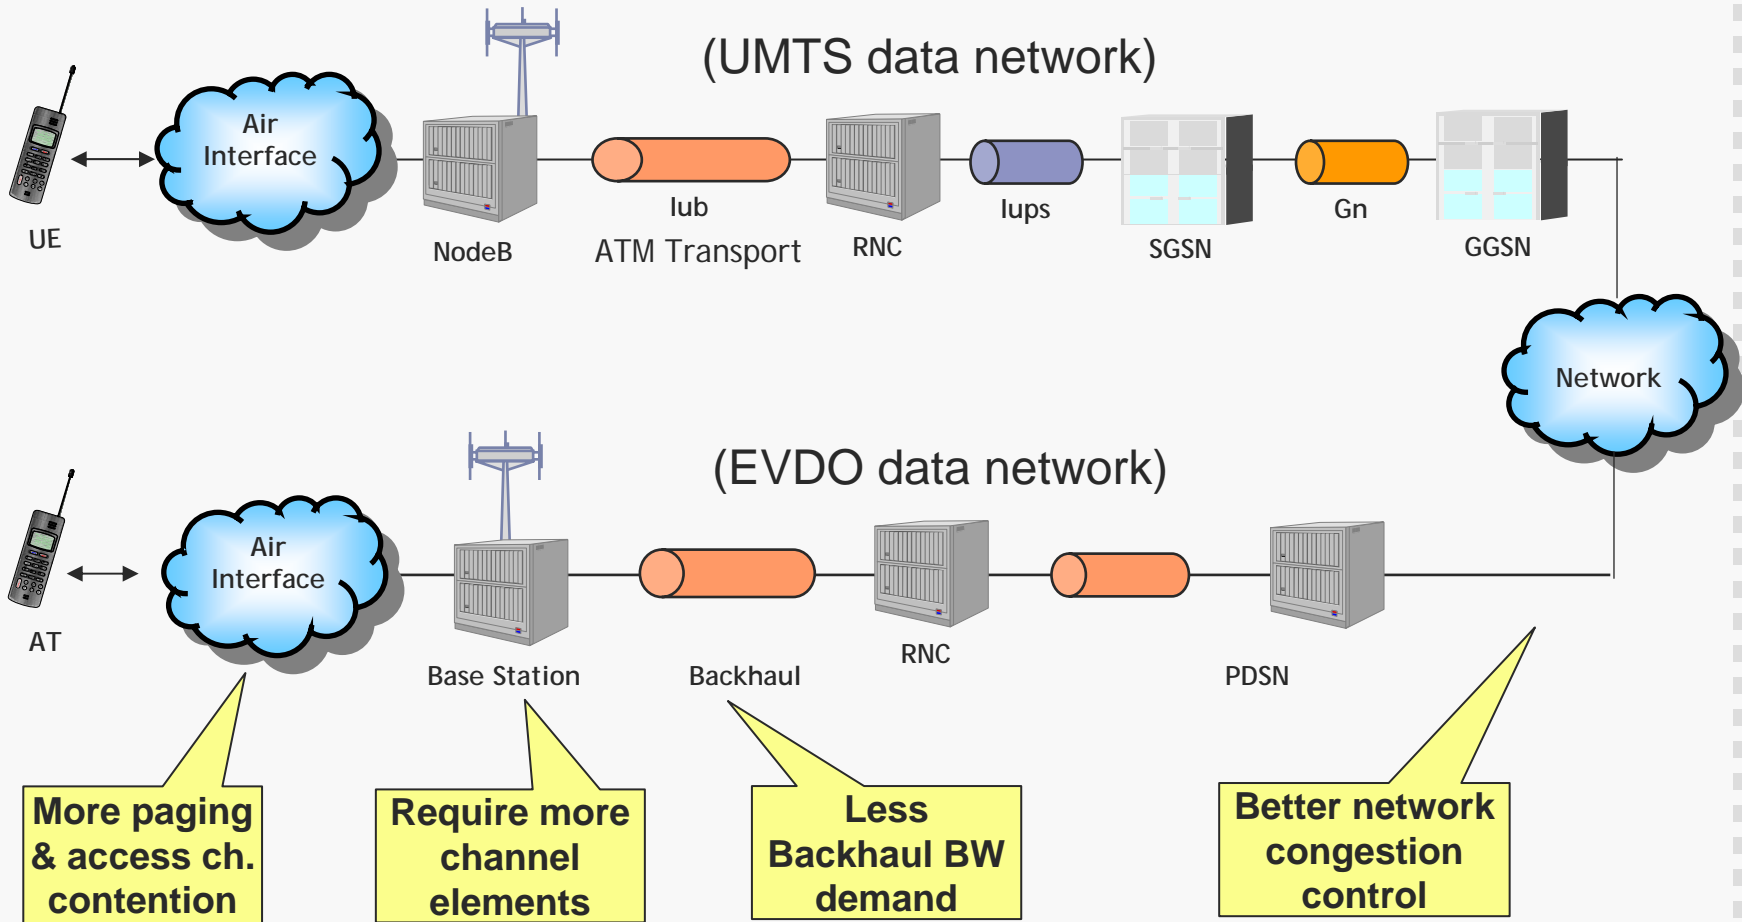 (UMTS data network)
Air
Interface
UE
NodeB
Iub
ATM Transport
RNC
Iups
SGSN
Gn
GGSN
Network
(EVDO data network)
Air
Interface
AT
Base Station
Backhaul
RNC
PDSN
More paging
& access ch.
contention
Require more
channel
elements
Less
Backhaul BW
demand
Better network
congestion
control